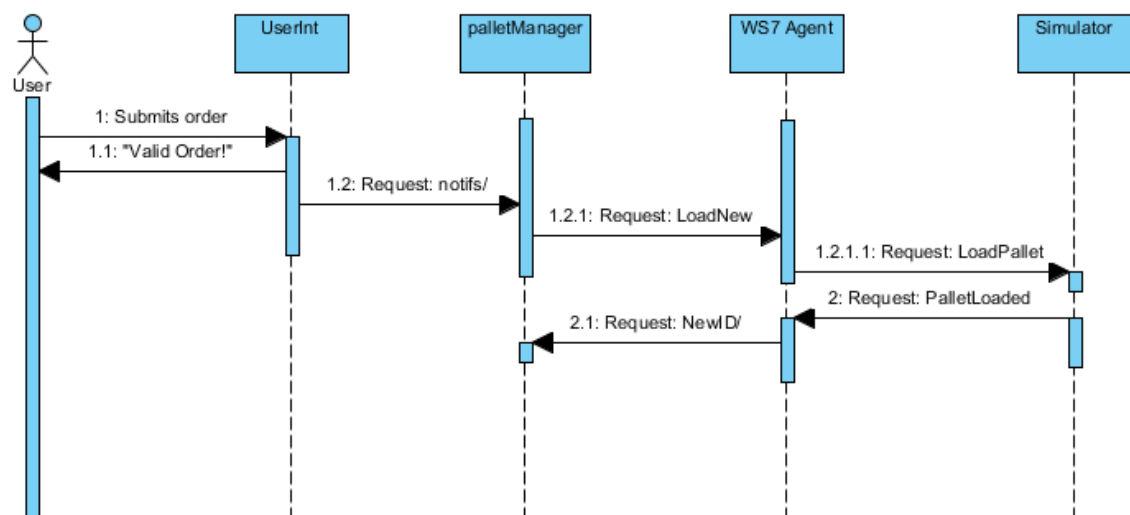 UserInt
palletManager
WS7 Agent
Simulator
User
1: Submits order
1.1: "Valid Order!"
1.2: Request: notifs/
1.2.1: Request: LoadNew
1.2.1.1: Request: LoadPallet
2: Request: PalletLoaded
2.1: Request: NewID/